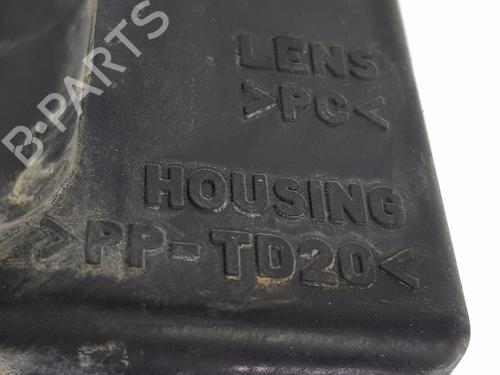 B-PARTS
LENS
>PC<
HOUSING
>PP-TD20<